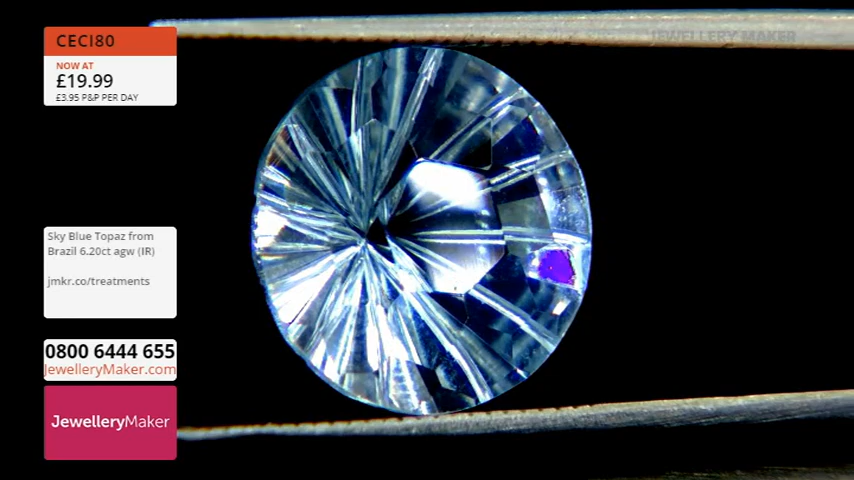 CECI80
NOW AT
£19.99
£3.95 P&P PER DAY
JEWELLERY MAKER
Sky Blue Topaz from
Brazil 6.20ct agw (IR)
jmkr.co/treatments
0800 6444 655
JewelleryMaker.com
JewelleryMaker